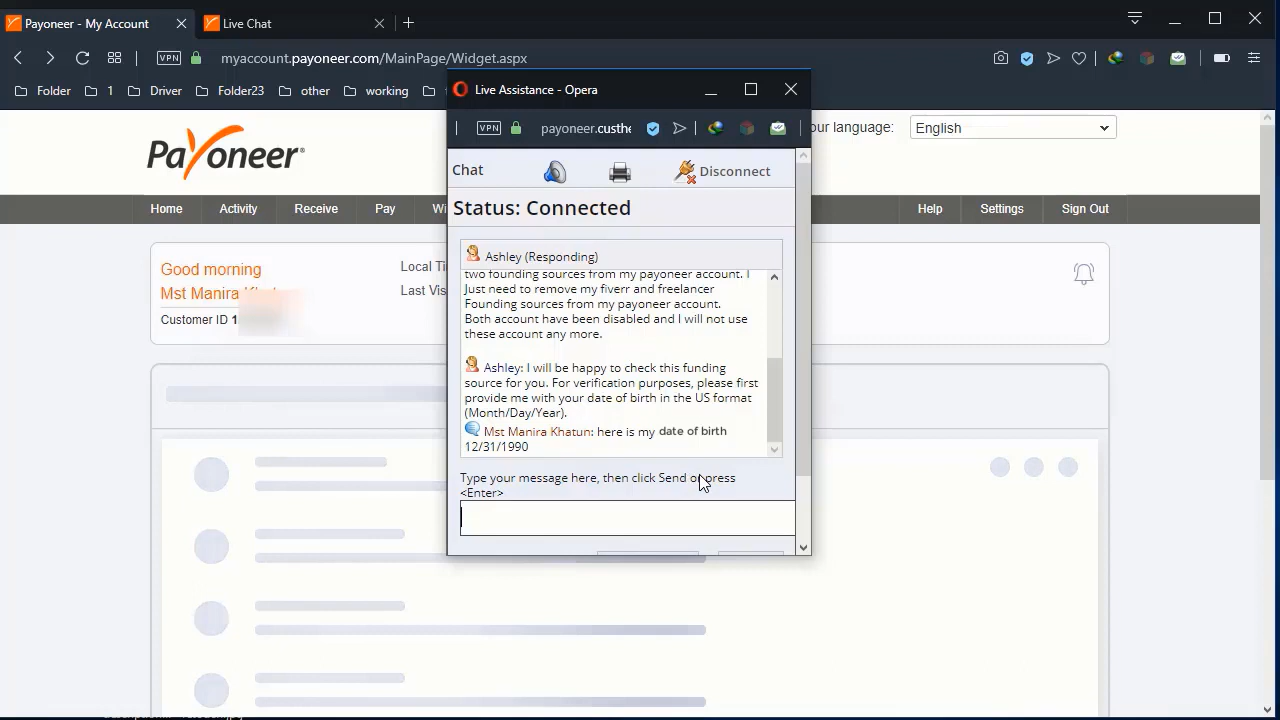 Payoneer - My Account
Live Chat
VPN
myaccount.payoneer.com/MainPage/Widget.aspx
Folder
1
Driver
Folder23
other
working
Live Assistance - Opera
VPN
payoneer.custhe
Payoneer
our language:
English
Chat
Disconnect
Status: Connected
Home
Activity
Receive
Pay
Wi
Help
Settings
Sign Out
Good morning
Mst Manira
Customer ID 1
Local Ti
Last Vis
Ashley (Responding)
two founding sources from my payoneer account. I
Just need to remove my fiverr and freelancer
Founding sources from my payoneer account.
Both account have been disabled and I will not use
these account any more.
Ashley: I will be happy to check this funding
source for you. For verification purposes, please first
provide me with your date of birth in the US format
(Month/Day/Year).
Mst Manira Khatun: here is my date of birth
12/31/1990
Type your message here, then click Send or press
<Enter>